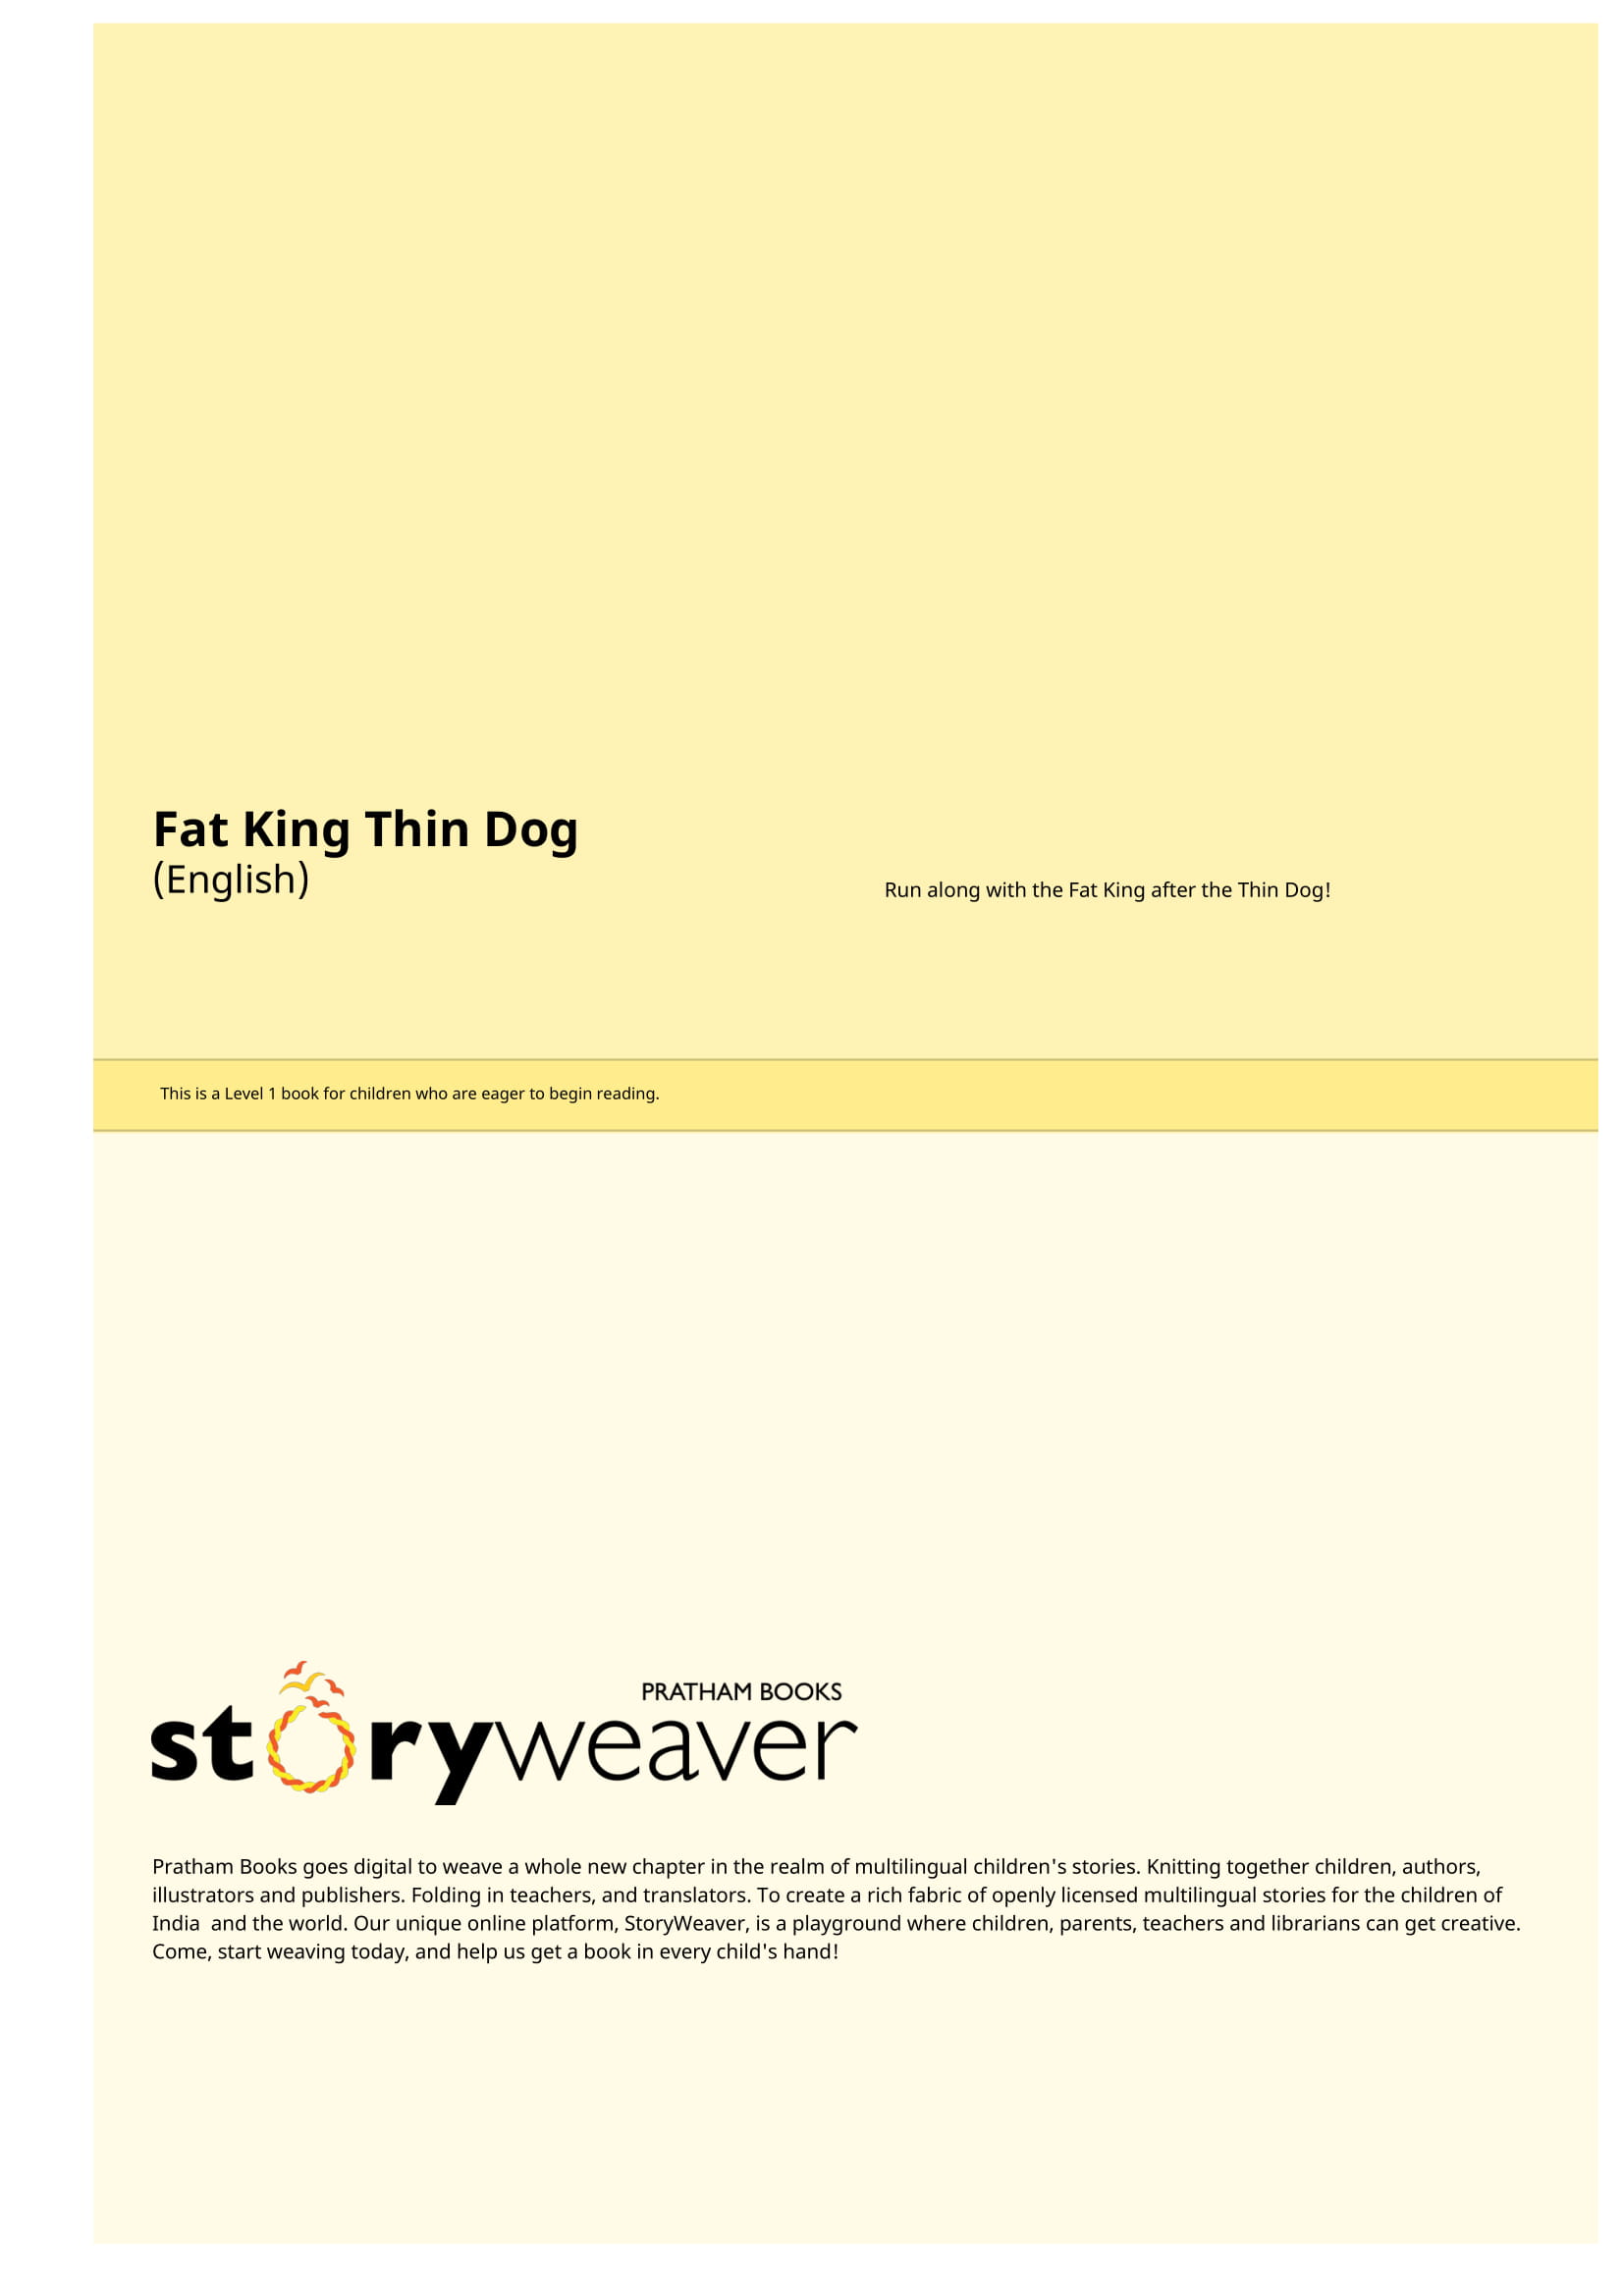 Fat King Thin Dog
(English)
Run along with the Fat King after the Thin Dog!
This is a Level 1 book for children who are eager to begin reading.
PRATHAM BOOKS
storyweaver
Pratham Books goes digital to weave a whole new chapter in the realm of multilingual children's stories. Knitting together children, authors,
illustrators and publishers. Folding in teachers, and translators. To create a rich fabric of openly licensed multilingual stories for the children of
India  and the world. Our unique online platform, StoryWeaver, is a playground where children, parents, teachers and librarians can get creative.
Come, start weaving today, and help us get a book in every child's hand!